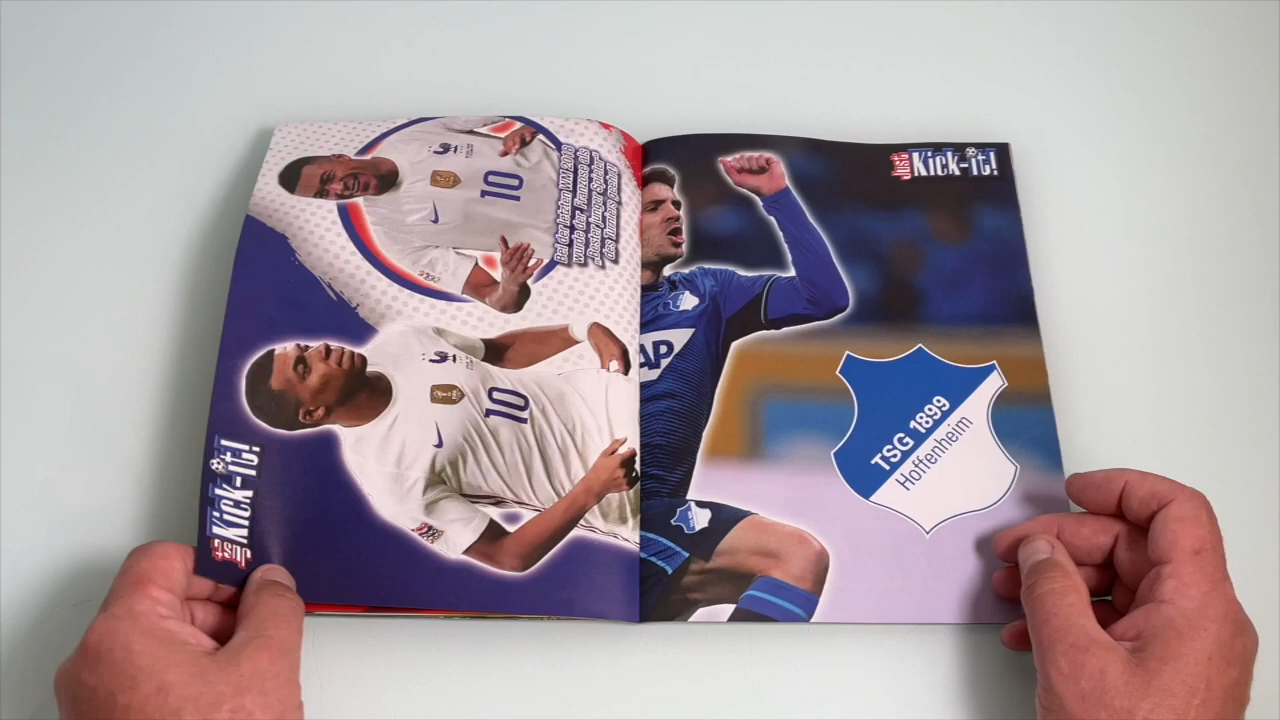 Bei der letzten WM 2018
wurde der Franzose als
„Bester junger Spieler“
des Turniers geehrt!
10
10
Just
Kick-it!
Just
Kick-it!
AP
TSG 1899
Hoffenheim